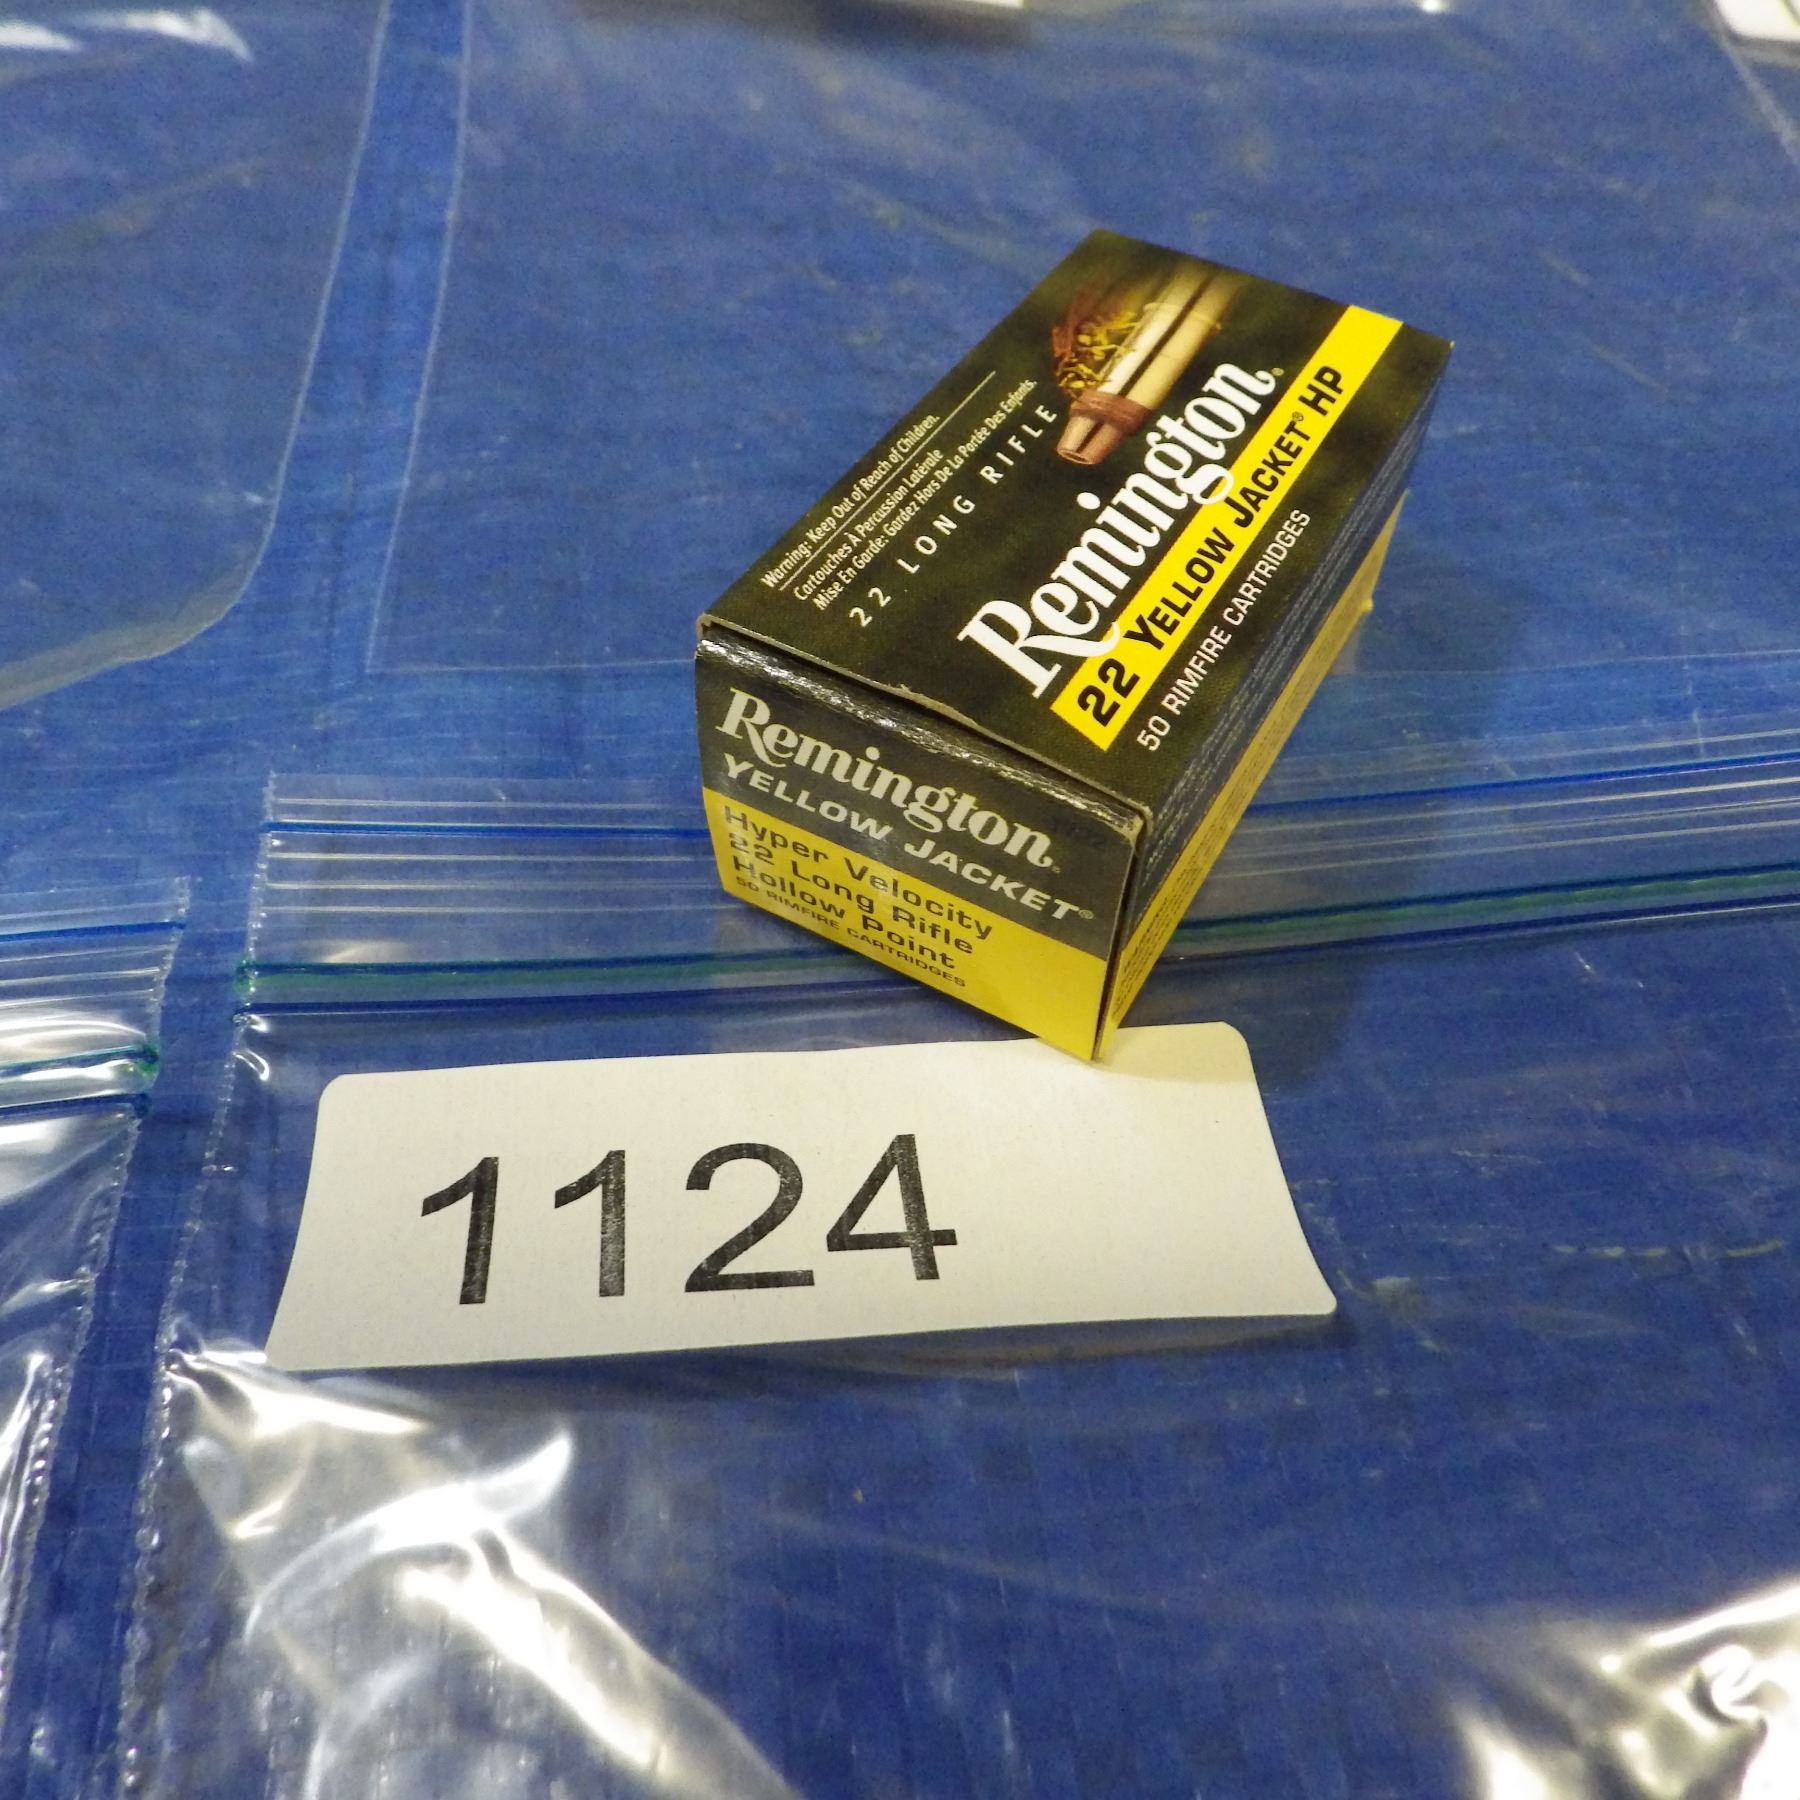 Warning: Keep Out of Reach of Children.
Cartouches À Percussion Latérale
Mise En Garde: Gardez Hors De La Portée Des Enfants.
22 LONG RIFLE
Remington®
22 YELLOW JACKET® HP
50 RIMFIRE CARTRIDGES
Remington®
YELLOW JACKET®
Hyper Velocity
22 Long Rifle
Hollow Point
50 RIMFIRE CARTRIDGES
1124